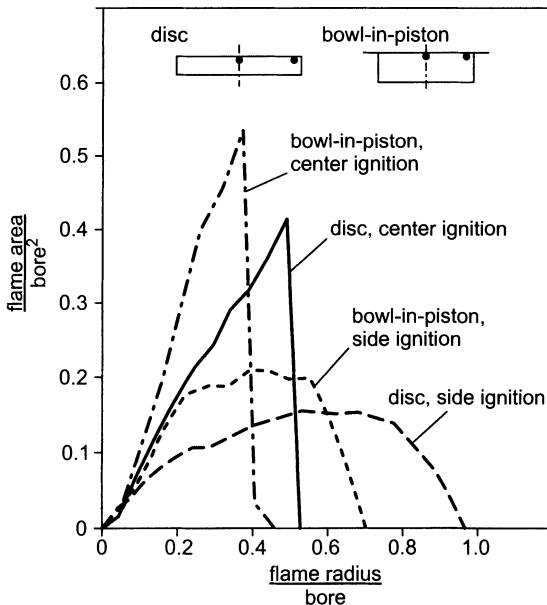 disc
bowl-in-piston
0.6
0.5
0.4
0.3
0.2
0.1
0
flame area
bore²
bowl-in-piston,
center ignition
disc, center ignition
bowl-in-piston,
side ignition
disc, side ignition
0
0.2
0.4
0.6
0.8
1.0
flame radius
bore